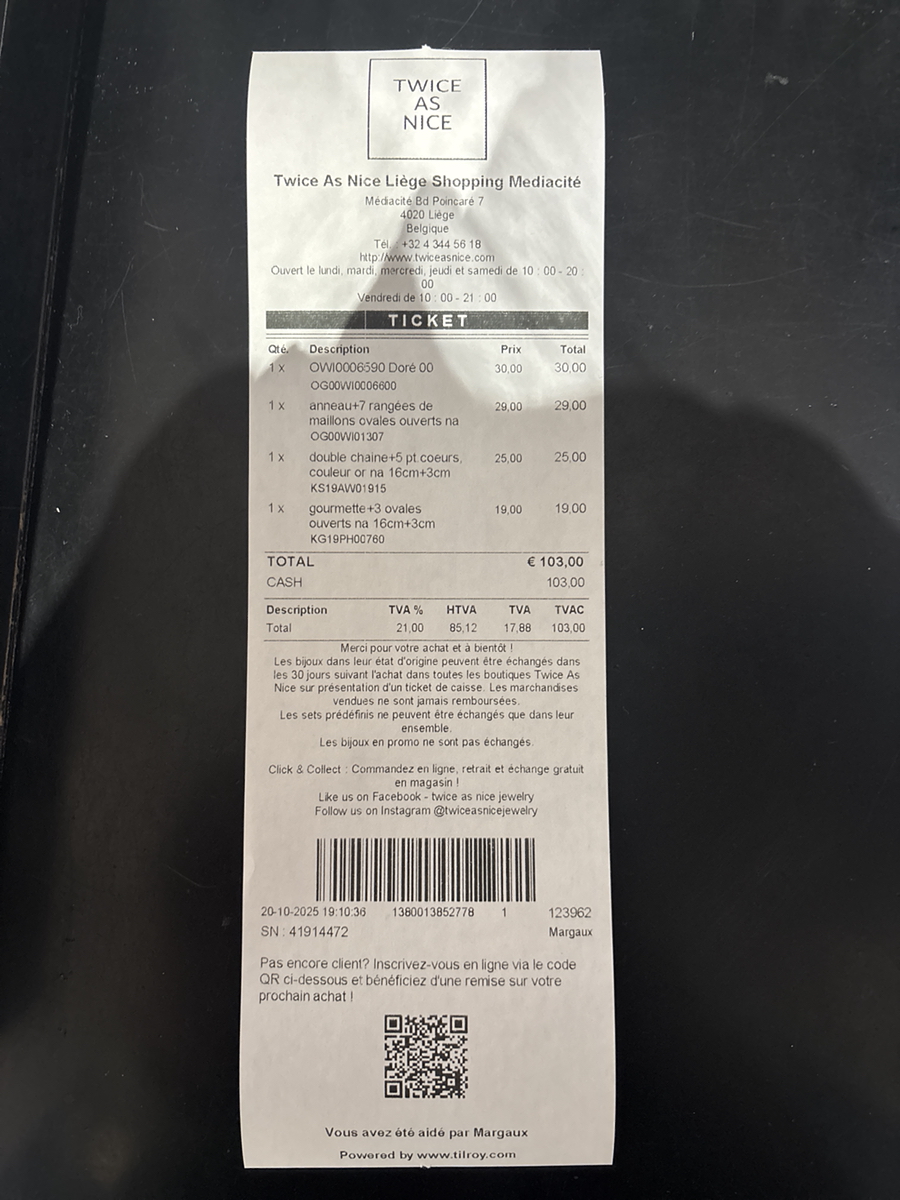 TWICE
AS
NICE
Twice As Nice Liège Shopping Mediacité
Médiacité Bd Poincaré 7
4020 Liège
Belgique
Tél. : +32 4 344 56 18
http://www.twiceasnice.com
Ouvert le lundi, mardi, mercredi, jeudi et samedi de 10 : 00 - 20 :
00
Vendredi de 10 : 00 - 21 : 00
TICKET
Qté. Description Prix Total
1 x OWI0006590 Doré 00 30,00 30,00
OG00WI0006600
1 x anneau+7 rangées de 29,00 29,00
maillons ovales ouverts na
OG00WI01307
1 x double chaine+5 pt.coeurs, 25,00 25,00
couleur or na 16cm+3cm
KS19AW01915
1 x gourmette+3 ovales 19,00 19,00
ouverts na 16cm+3cm
KG19PH00760
TOTAL € 103,00
CASH 103,00
Description TVA % HTVA TVA TVAC
Total 21,00 85,12 17,88 103,00
Merci pour votre achat et à bientôt !
Les bijoux dans leur état d'origine peuvent être échangés dans
les 30 jours suivant l'achat dans toutes les boutiques Twice As
Nice sur présentation d'un ticket de caisse. Les marchandises
vendues ne sont jamais remboursées.
Les sets prédéfinis ne peuvent être échangés que dans leur
ensemble.
Les bijoux en promo ne sont pas échangés.
Click & Collect : Commandez en ligne, retrait et échange gratuit
en magasin !
Like us on Facebook - twice as nice jewelry
Follow us on Instagram @twiceasnicejewelry
20-10-2025 19:10:36 1380013852778 1 123962
SN : 41914472 Margaux
Pas encore client? Inscrivez-vous en ligne via le code
QR ci-dessous et bénéficiez d'une remise sur votre
prochain achat !
Vous avez été aidé par Margaux
Powered by www.tilroy.com